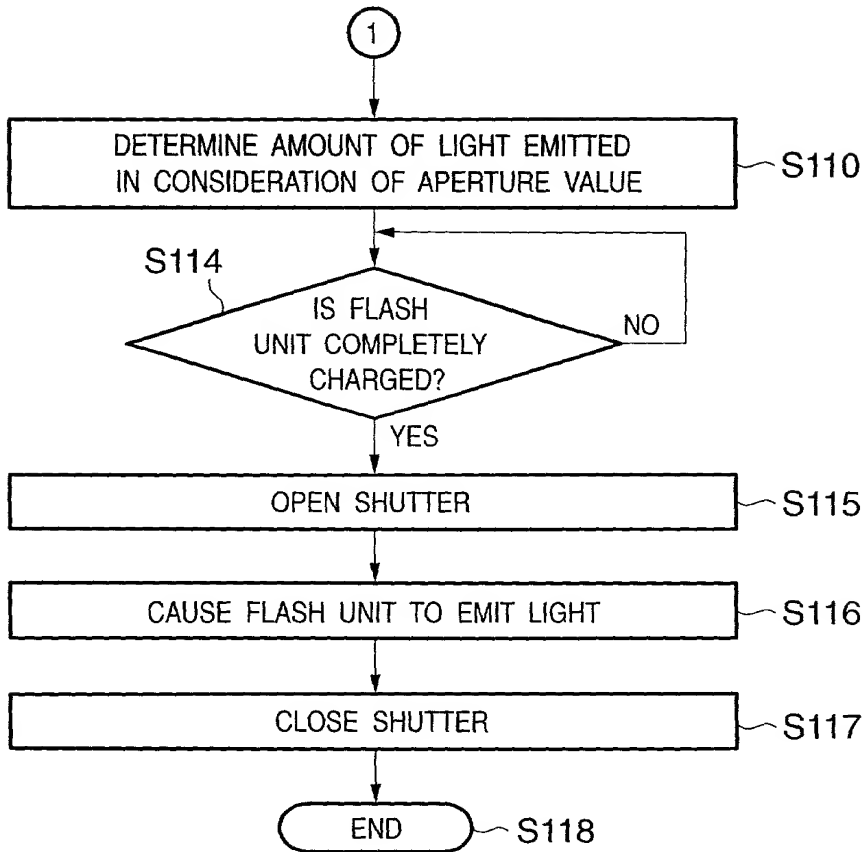 1
DETERMINE AMOUNT OF LIGHT EMITTED
IN CONSIDERATION OF APERTURE VALUE
S110
S114
IS FLASH
UNIT COMPLETELY
CHARGED?
NO
YES
OPEN SHUTTER
S115
CAUSE FLASH UNIT TO EMIT LIGHT
S116
CLOSE SHUTTER
S117
END
S118